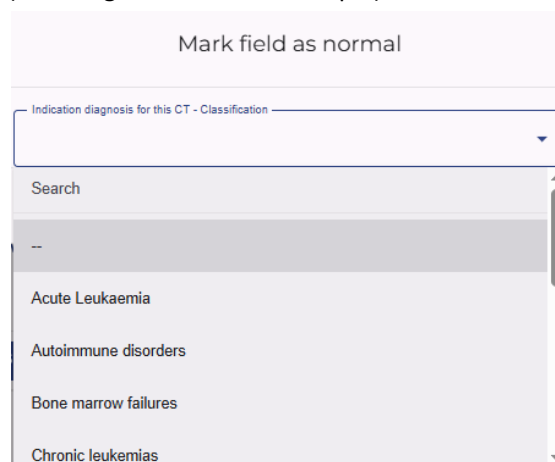 Mark field as normal
Indication diagnosis for this CT - Classification
Search
--
Acute Leukaemia
Autoimmune disorders
Bone marrow failures
Chronic leukemias